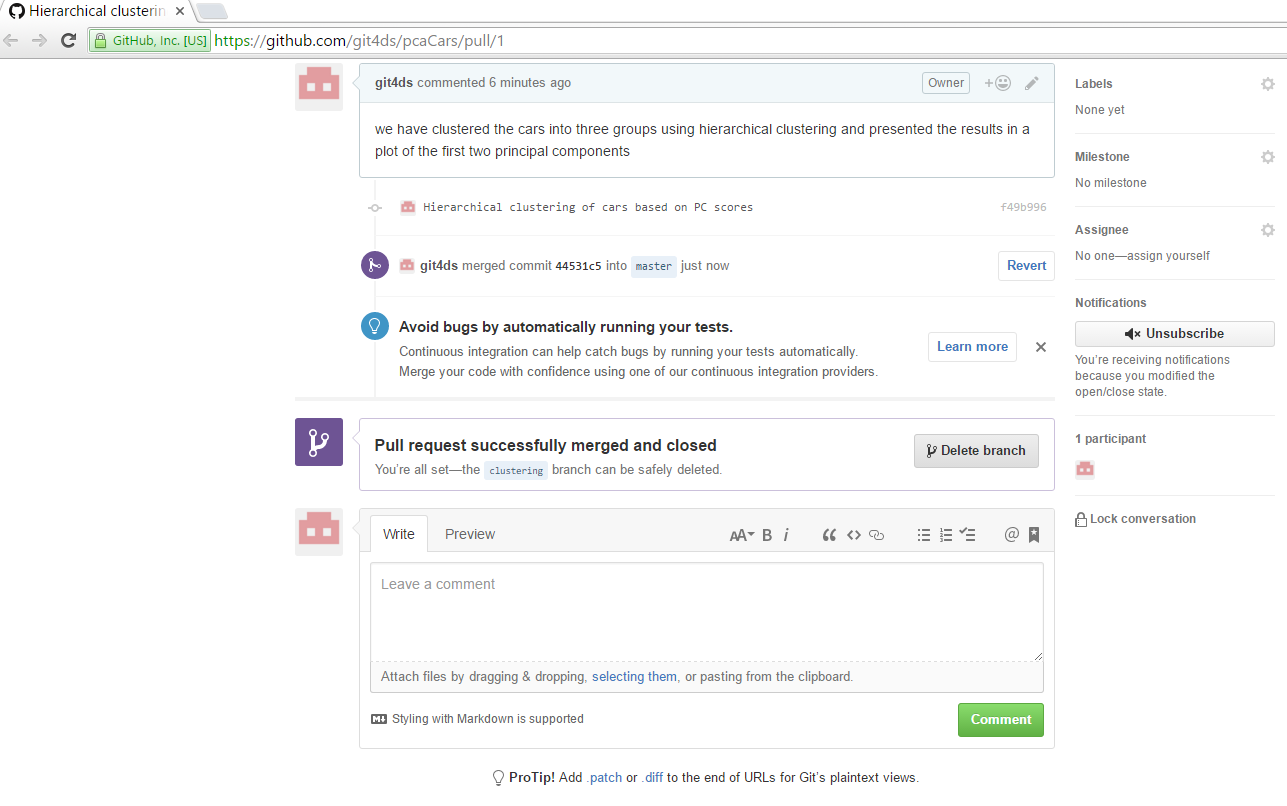 Hierarchical clusterin
GitHub, Inc. [US] https://github.com/git4ds/pcaCars/pull/1
git4ds commented 6 minutes ago
Owner
we have clustered the cars into three groups using hierarchical clustering and presented the results in a
plot of the first two principal components
Hierarchical clustering of cars based on PC scores
f49b996
git4ds merged commit 44531c5 into master just now
Revert
Avoid bugs by automatically running your tests.
Continuous integration can help catch bugs by running your tests automatically.
Merge your code with confidence using one of our continuous integration providers.
Learn more
Pull request successfully merged and closed
You're all set—the clustering branch can be safely deleted.
Delete branch
Write
Preview
AA B i
Leave a comment
Attach files by dragging & dropping, selecting them, or pasting from the clipboard.
Styling with Markdown is supported
Comment
ProTip! Add .patch or .diff to the end of URLs for Git's plaintext views.
Labels
None yet
Milestone
No milestone
Assignee
No one—assign yourself
Notifications
Unsubscribe
You're receiving notifications
because you modified the
open/close state.
1 participant
Lock conversation